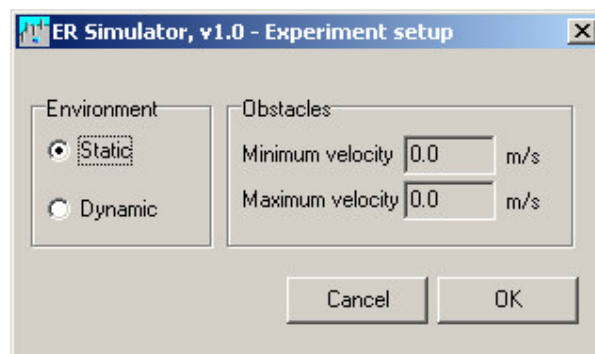 ER Simulator, v1.0 - Experiment setup
Environment
Static
Dynamic
Obstacles
Minimum velocity 0.0 m/s
Maximum velocity 0.0 m/s
Cancel OK